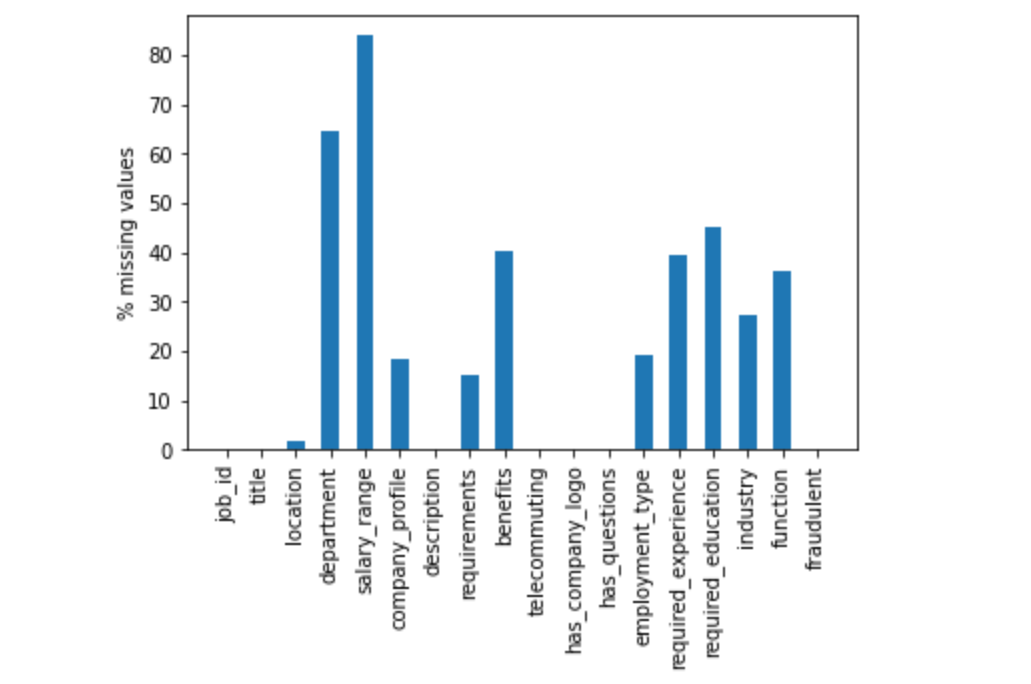 % missing values
80
70
60
50
40
30
20
10
0
job_id
title
location
department
salary_range
company_profile
description
requirements
benefits
telecommuting
has_company_logo
has_questions
employment_type
required_experience
required_education
industry
function
fraudulent